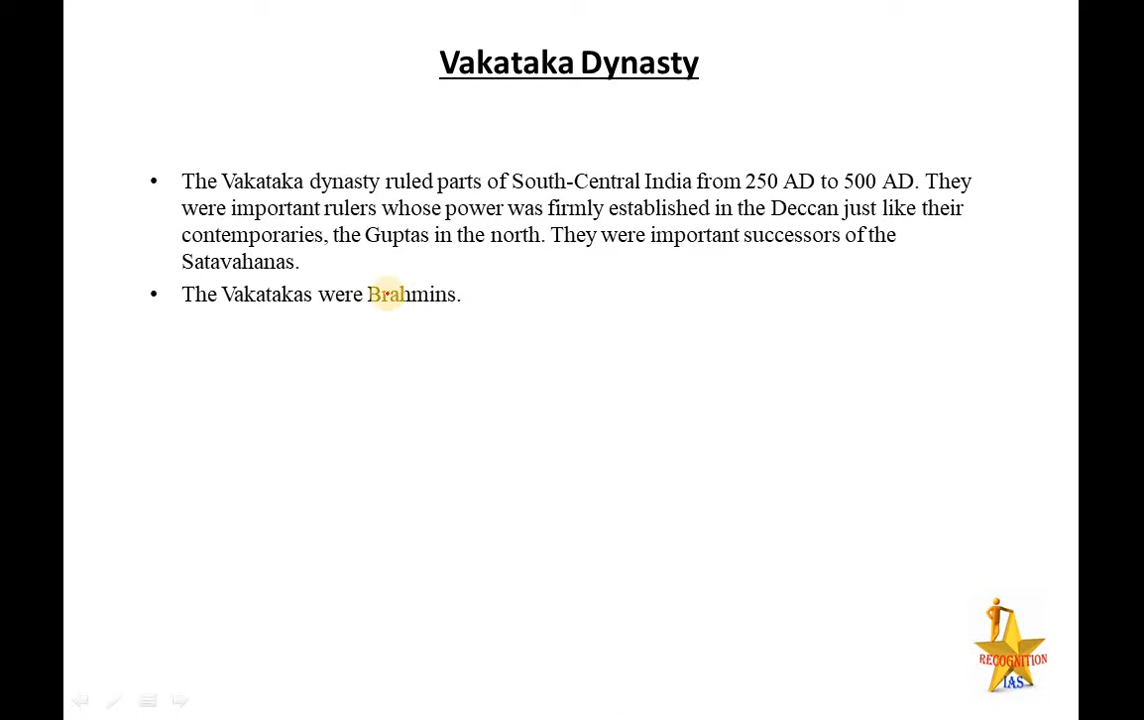 Vakataka Dynasty
• The Vakataka dynasty ruled parts of South-Central India from 250 AD to 500 AD. They
were important rulers whose power was firmly established in the Deccan just like their
contemporaries, the Guptas in the north. They were important successors of the
Satavahanas.
• The Vakatakas were Brahmins.
RECOGNITION
IAS